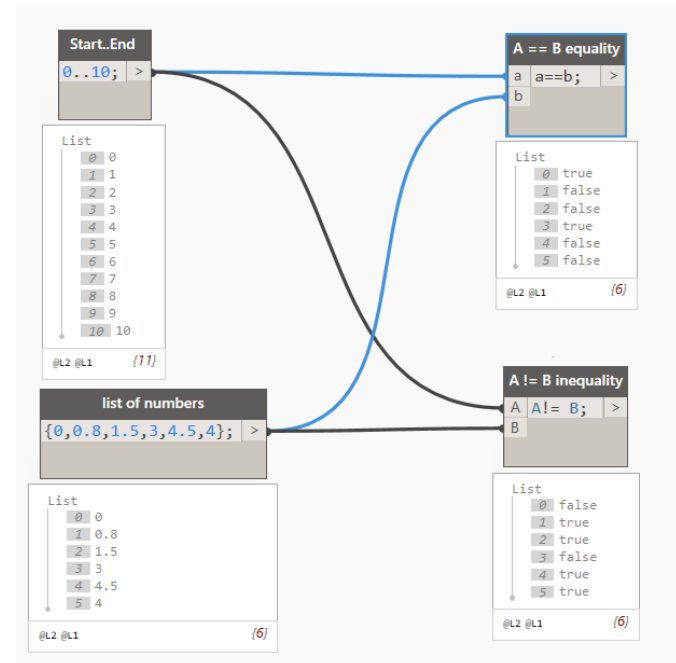 Start..End
0..10; >
List
0 0
1 1
2 2
3 3
4 4
5 5
6 6
7 7
8 8
9 9
10 10
@L2 @L1 {11}
list of numbers
{0,0.8,1.5,3,4.5,4}; >
List
0 0
1 0.8
2 1.5
3 3
4 4.5
5 4
@L2 @L1 {6}
A == B equality
a a==b; >
b
List
0 true
1 false
2 false
3 true
4 false
5 false
@L2 @L1 {6}
A != B inequality
A A!= B; >
B
List
0 false
1 true
2 true
3 false
4 true
5 true
@L2 @L1 {6}